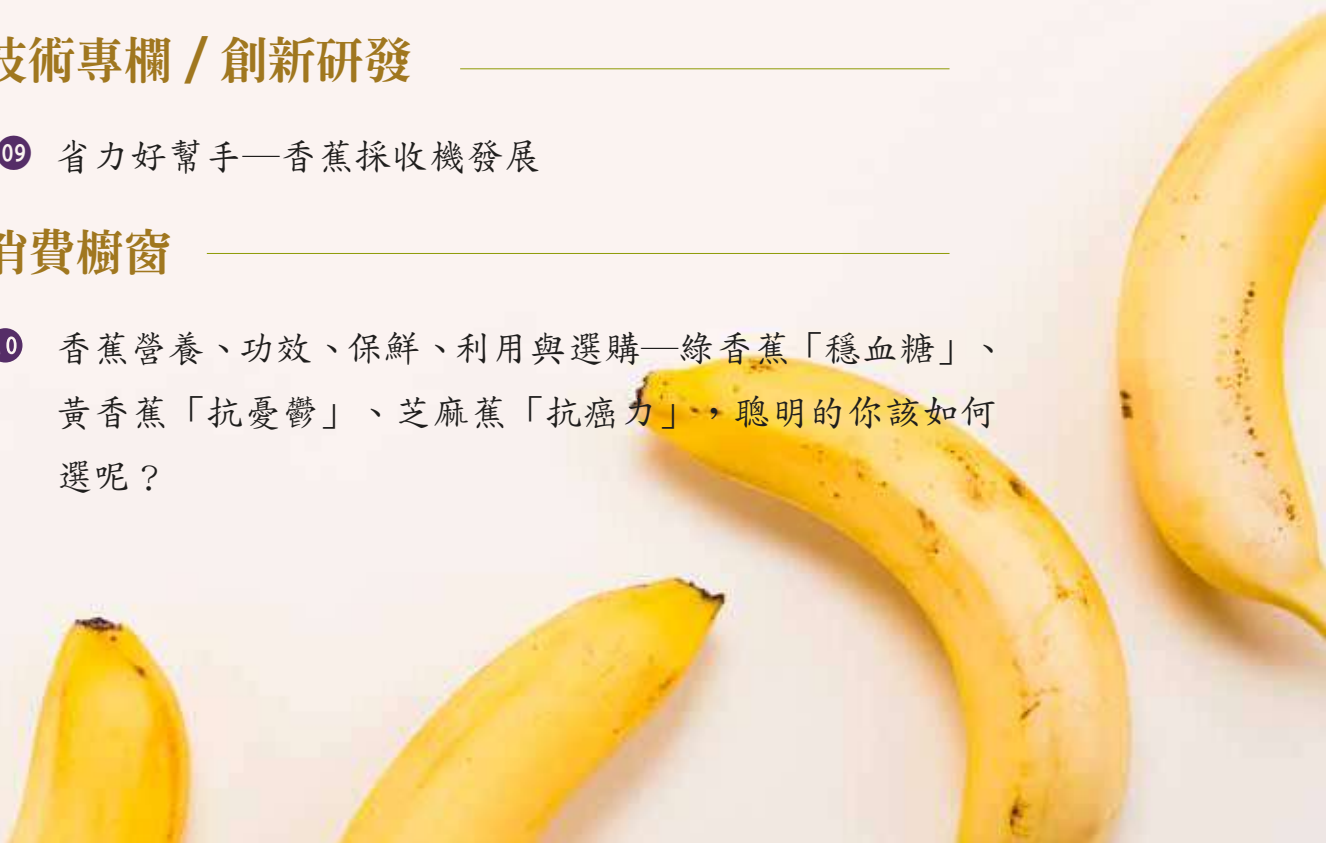 技術專欄 / 創新研發
09 省力好幫手—香蕉採收機發展
消費櫥窗
0 香蕉營養、功效、保鮮、利用與選購—綠香蕉「穩血糖」、
黃香蕉「抗憂鬱」、芝麻蕉「抗癌力」，聰明的你該如何
選呢？